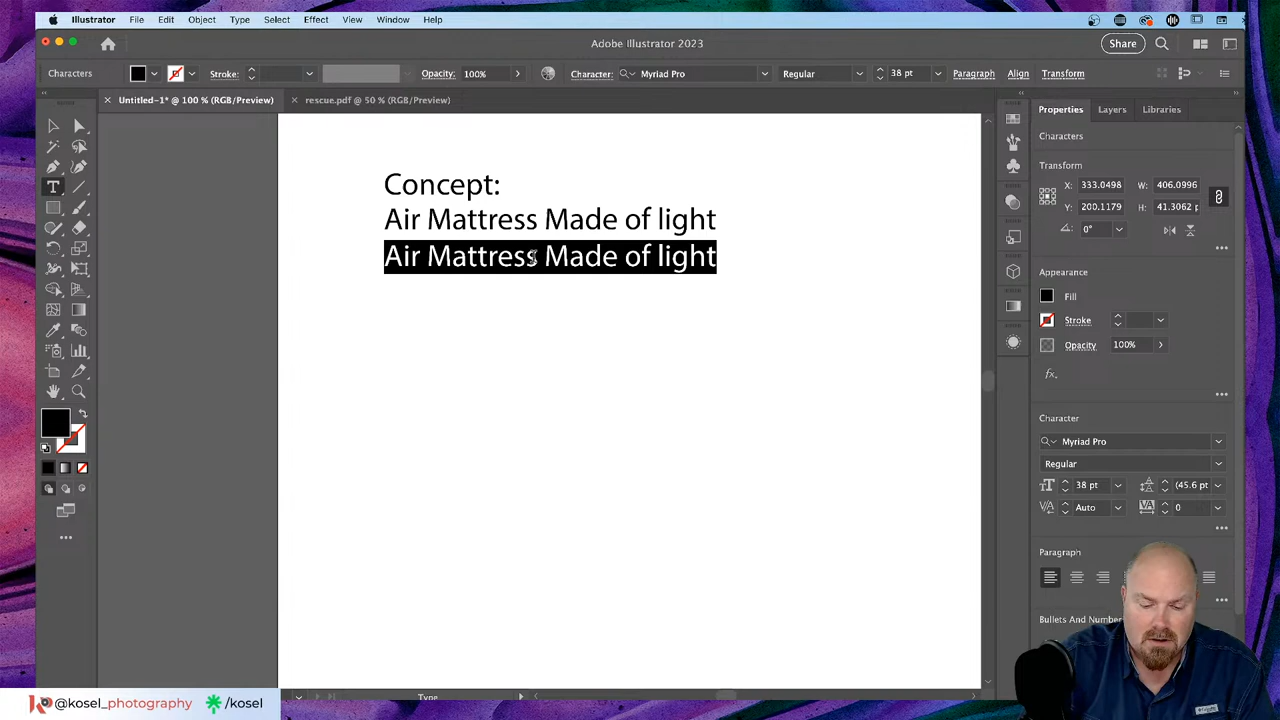 Illustrator File Edit Object Type Select Effect View Window Help
Adobe Illustrator 2023
Share
Characters Stroke: Opacity: 100% Character: Myriad Pro Regular 38 pt Paragraph Align Transform
Untitled-1* @ 100 % (RGB/Preview) rescue.pdf @ 50 % (RGB/Preview)
Properties Layers Libraries
Characters
Transform
X: 333.0498 W: 406.0996
Y: 200.1179 H: 41.3062 p
0°
Appearance
Fill
Stroke
Opacity 100%
fx
Character
Myriad Pro
Regular
38 pt (45.6 pt
Auto 0
Paragraph
Bullets And Number
Concept:
Air Mattress Made of light
Air Mattress Made of light
Type
@kosel_photography /kosel